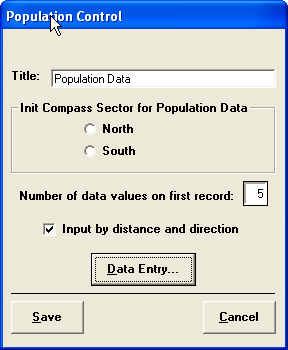 Population Control
Title: Population Data
Init Compass Sector for Population Data
North
South
Number of data values on first record: 5
Input by distance and direction
Data Entry...
Save Cancel